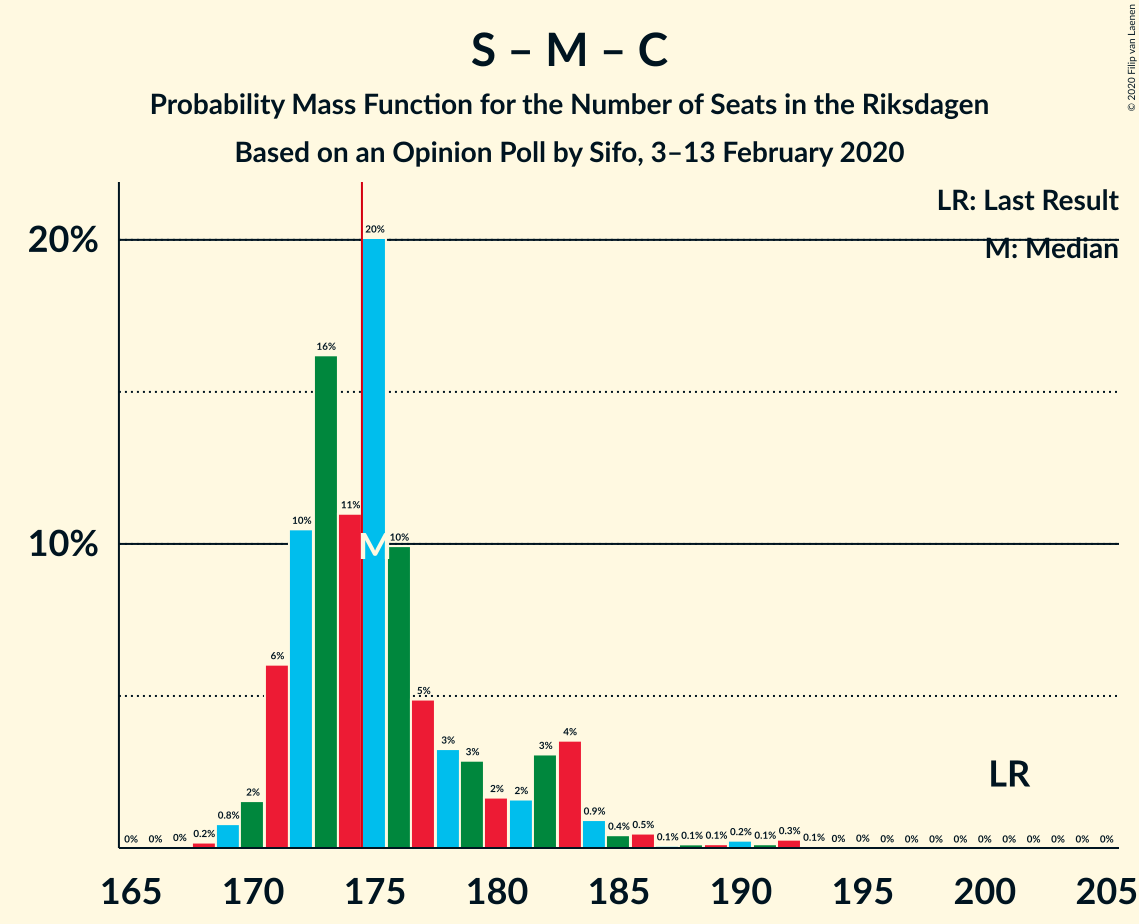 © 2020 Filip van Laenen
S – M – C
Probability Mass Function for the Number of Seats in the Riksdagen
Based on an Opinion Poll by Sifo, 3–13 February 2020
LR: Last Result
M: Median
20%
10%
0% 0% 0% 0.2% 0.8% 2% 6% 10% 16% 11% 20% 10% 5% 3% 3% 2% 2% 3% 4% 0.9% 0.4% 0.5% 0.1% 0.1% 0.1% 0.2% 0.1% 0.3% 0.1% 0% 0% 0% 0% 0% 0% 0% 0% 0% 0% 0% 0%
M
LR
165 170 175 180 185 190 195 200 205